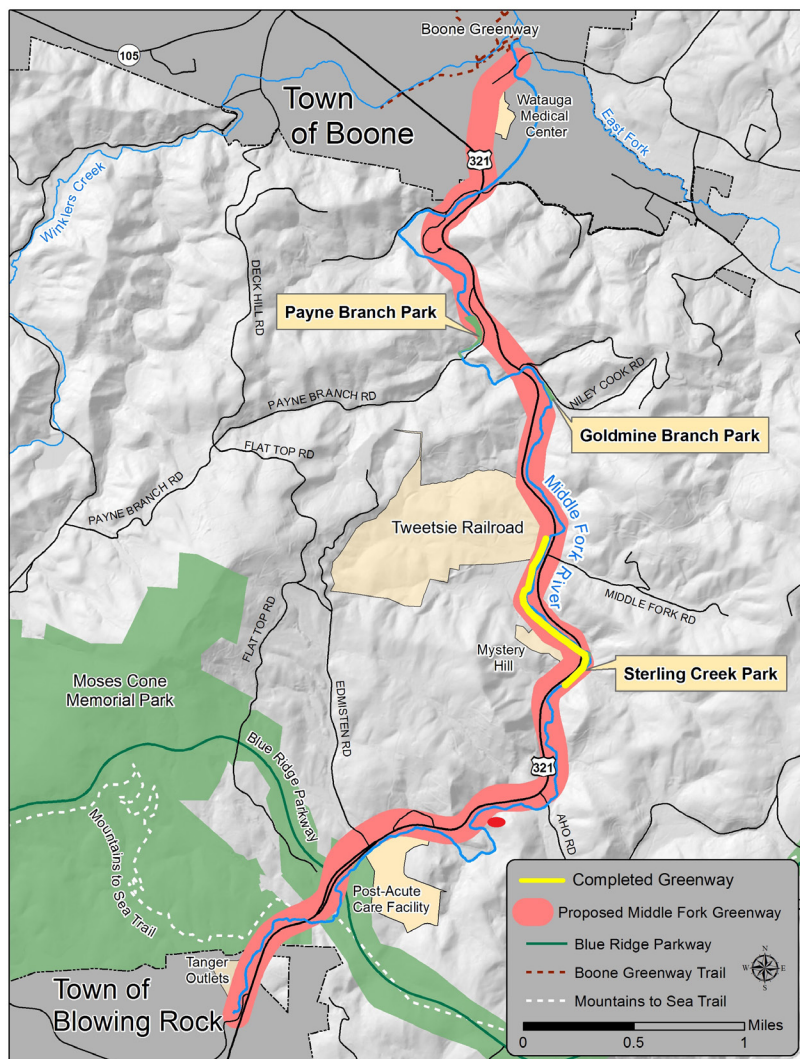 Boone Greenway
105
Town
of Boone
Watauga
Medical
Center
East Fork
321
Winklers Creek
DECK HILL RD
Payne Branch Park
NILEY COOK RD
PAYNE BRANCH RD
Goldmine Branch Park
FLAT TOP RD
PAYNE BRANCH RD
Middle Fork River
Tweetsie Railroad
MIDDLE FORK RD
FLAT TOP RD
Mystery
Hill
Sterling Creek Park
Moses Cone
Memorial Park
EDMISTEN RD
Blue Ridge Parkway
321
AHO RD
Mountains to Sea Trail
Post-Acute
Care Facility
Tanger
Outlets
Town of
Blowing Rock
Completed Greenway
Proposed Middle Fork Greenway
Blue Ridge Parkway
Boone Greenway Trail
Mountains to Sea Trail
N
W E
S
Miles
0 0.5 1